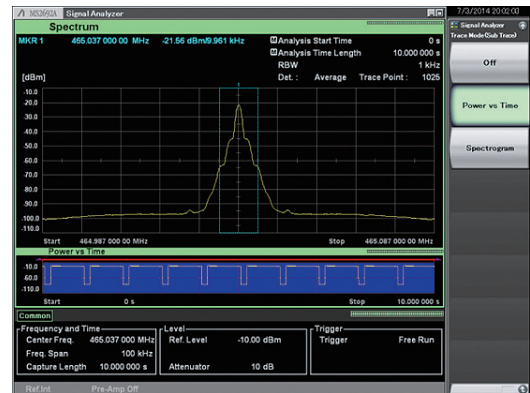 MS2692A Signal Analyzer
7/3/2014 20:02:03
Spectrum
MKR 1 465.037 000 00 MHz -21.56 dBm/9.961 kHz
Analysis Start Time 0 s
Analysis Time Length 10.000 000 s
RBW 1 kHz
Det. : Average Trace Point : 1025
[dBm]
-10.0
-20.0
-30.0
-40.0
-50.0
-60.0
-70.0
-80.0
-90.0
-100.0
-110.0
Start 464.987 000 00 MHz
Stop 465.087 000 00 MHz
Power vs Time
-10.0
-60.0
-110.0
Start 0 s
Stop 10.000 000 s
Common
Frequency and Time
Center Freq. 465.037 000 MHz
Freq. Span 100 kHz
Capture Length 10.000 000 s
Level
Ref. Level -10.00 dBm
Attenuator 10 dB
Trigger
Trigger Free Run
Ref.Int Pre-Amp Off
Signal Analyzer
Trace Mode(Sub Trace)
Off
Power vs Time
Spectrogram